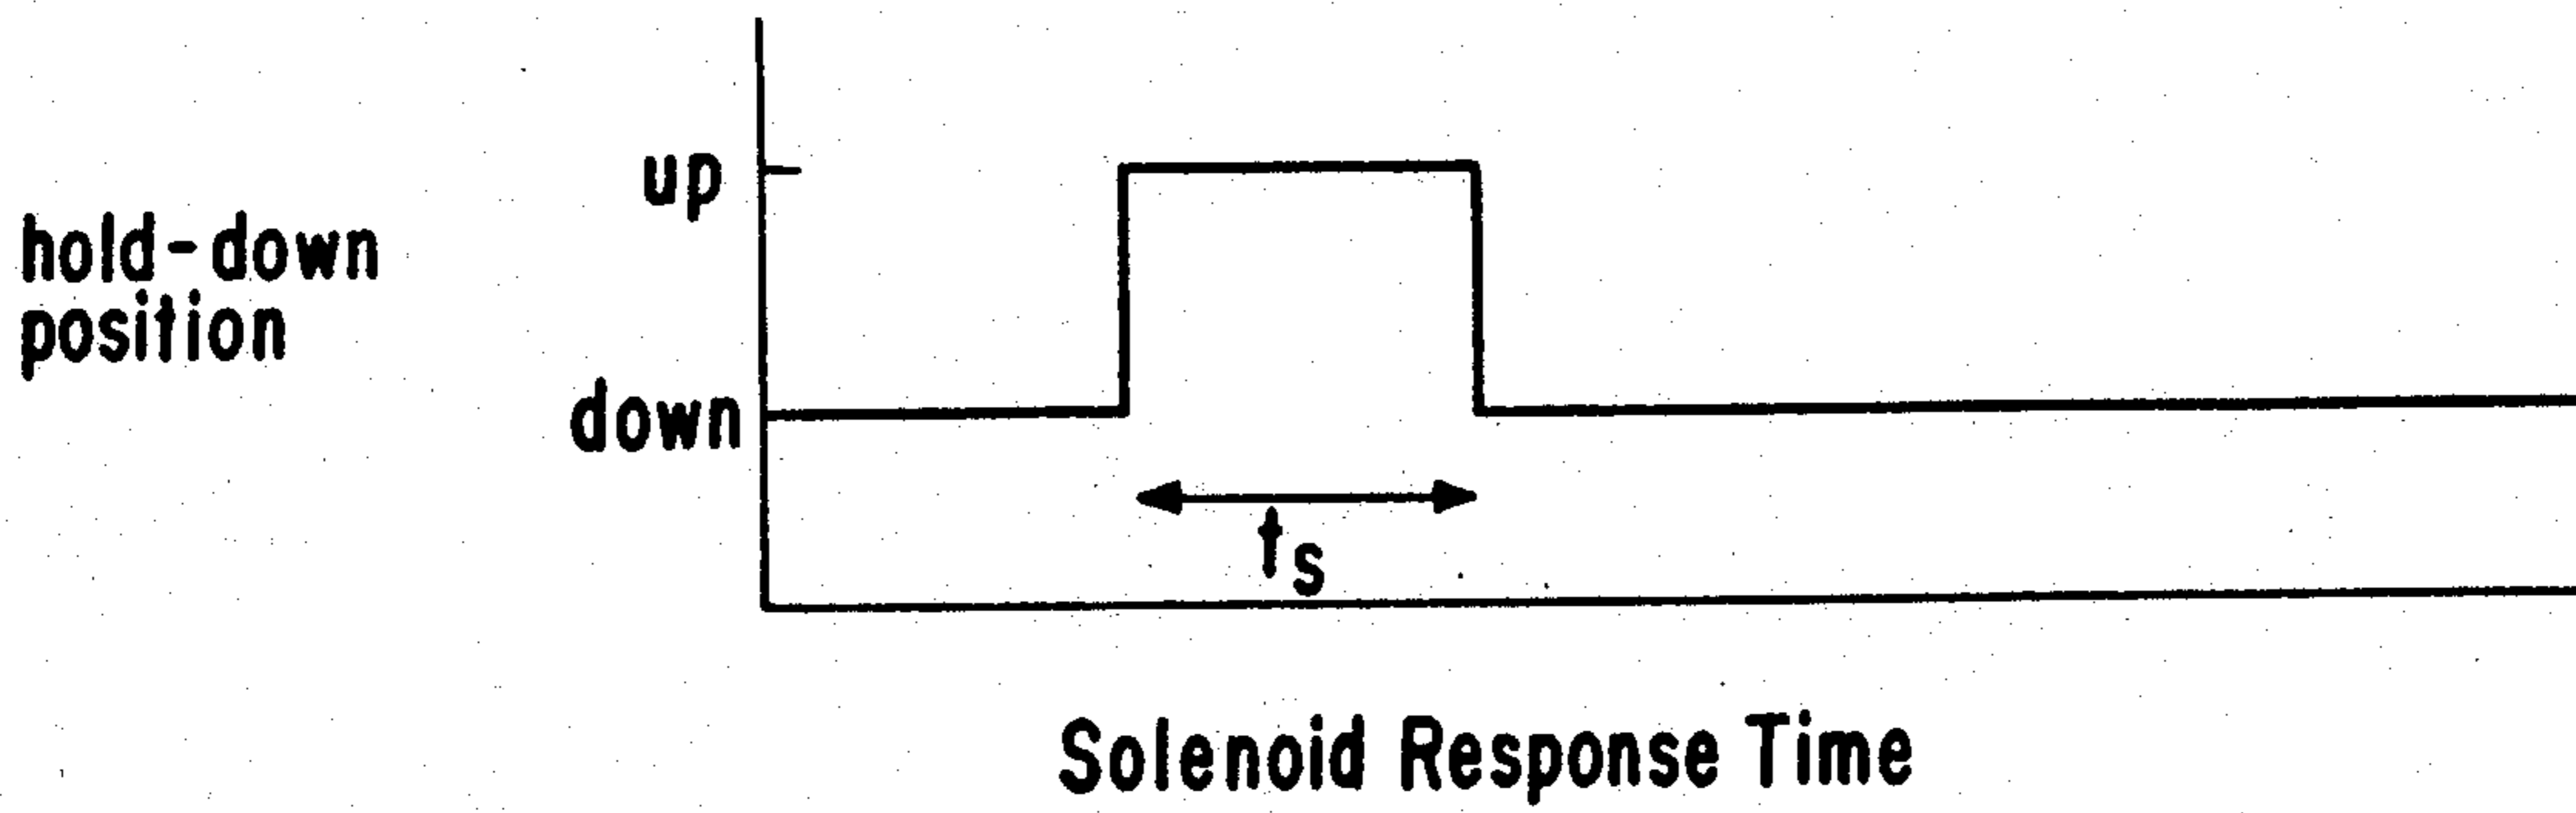 up
hold-down
position
down
ts
Solenoid Response Time